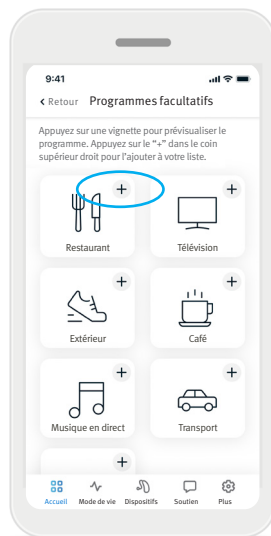 9:41
Retour Programmes facultatifs
Appuyez sur une vignette pour prévisualiser le
programme. Appuyez sur le "+" dans le coin
supérieur droit pour l'ajouter à votre liste.
+ +
Restaurant Télévision
+ +
Extérieur Café
+ +
Musique en direct Transport
+
Accueil Mode de vie Dispositifs Soutien Plus